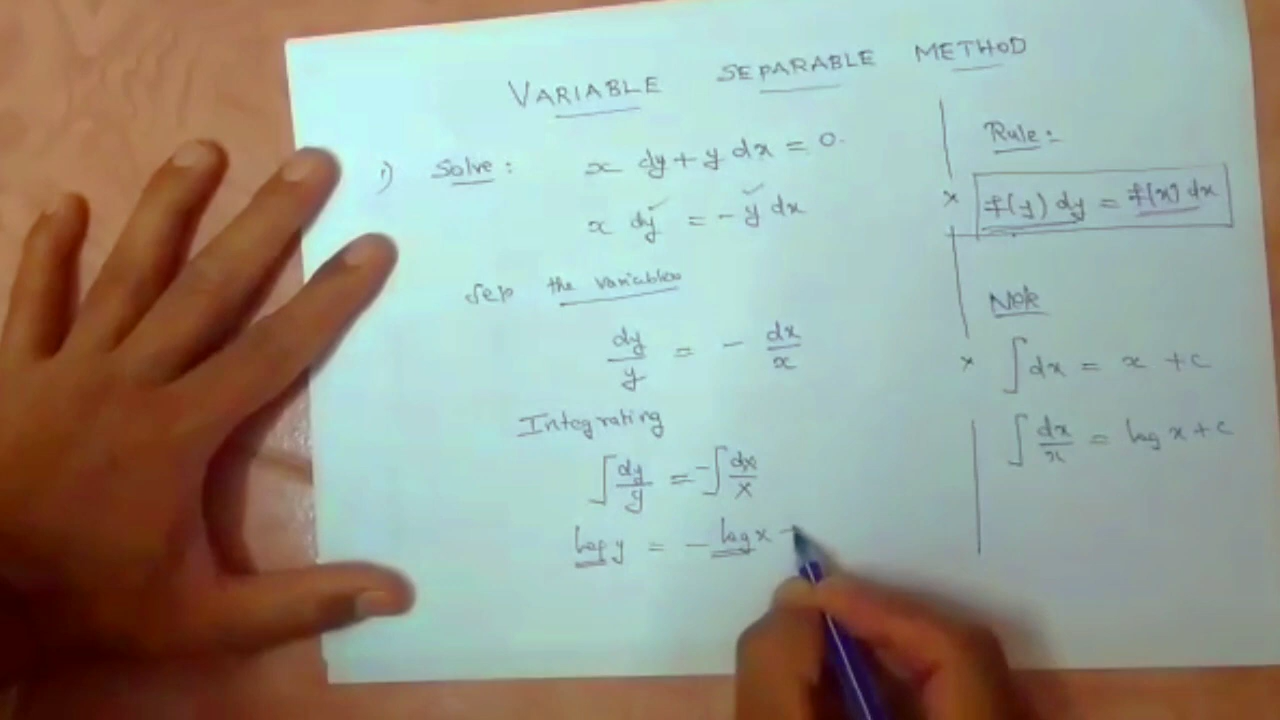 VARIABLE SEPARABLE METHOD
1) Solve: x dy + y dx = 0.
x dy = - y dx
Sep the variables
dy/y = - dx/x
Integrating
∫ dy/y = - ∫ dx/x
log y = - log x
Rule:
f(y) dy = f(x) dx
Note
∫ dx = x + c
∫ dx/x = log x + c